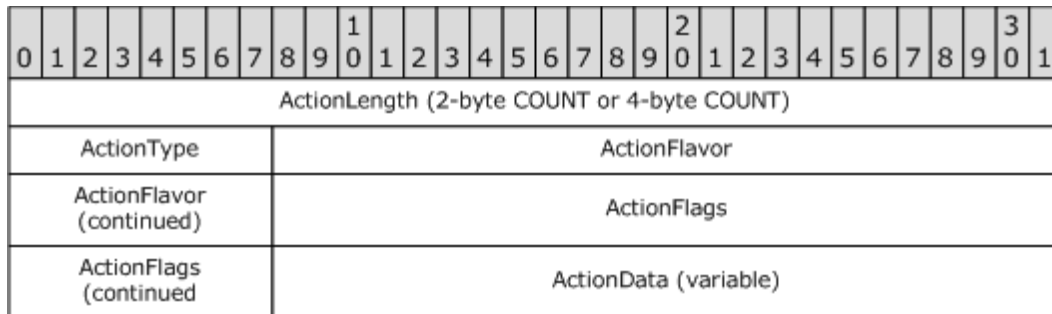 1 2 3
0 1 2 3 4 5 6 7 8 9 0 1 2 3 4 5 6 7 8 9 0 1 2 3 4 5 6 7 8 9 0 1
ActionLength (2-byte COUNT or 4-byte COUNT)
ActionType ActionFlavor
ActionFlavor
(continued) ActionFlags
ActionFlags
(continued ActionData (variable)